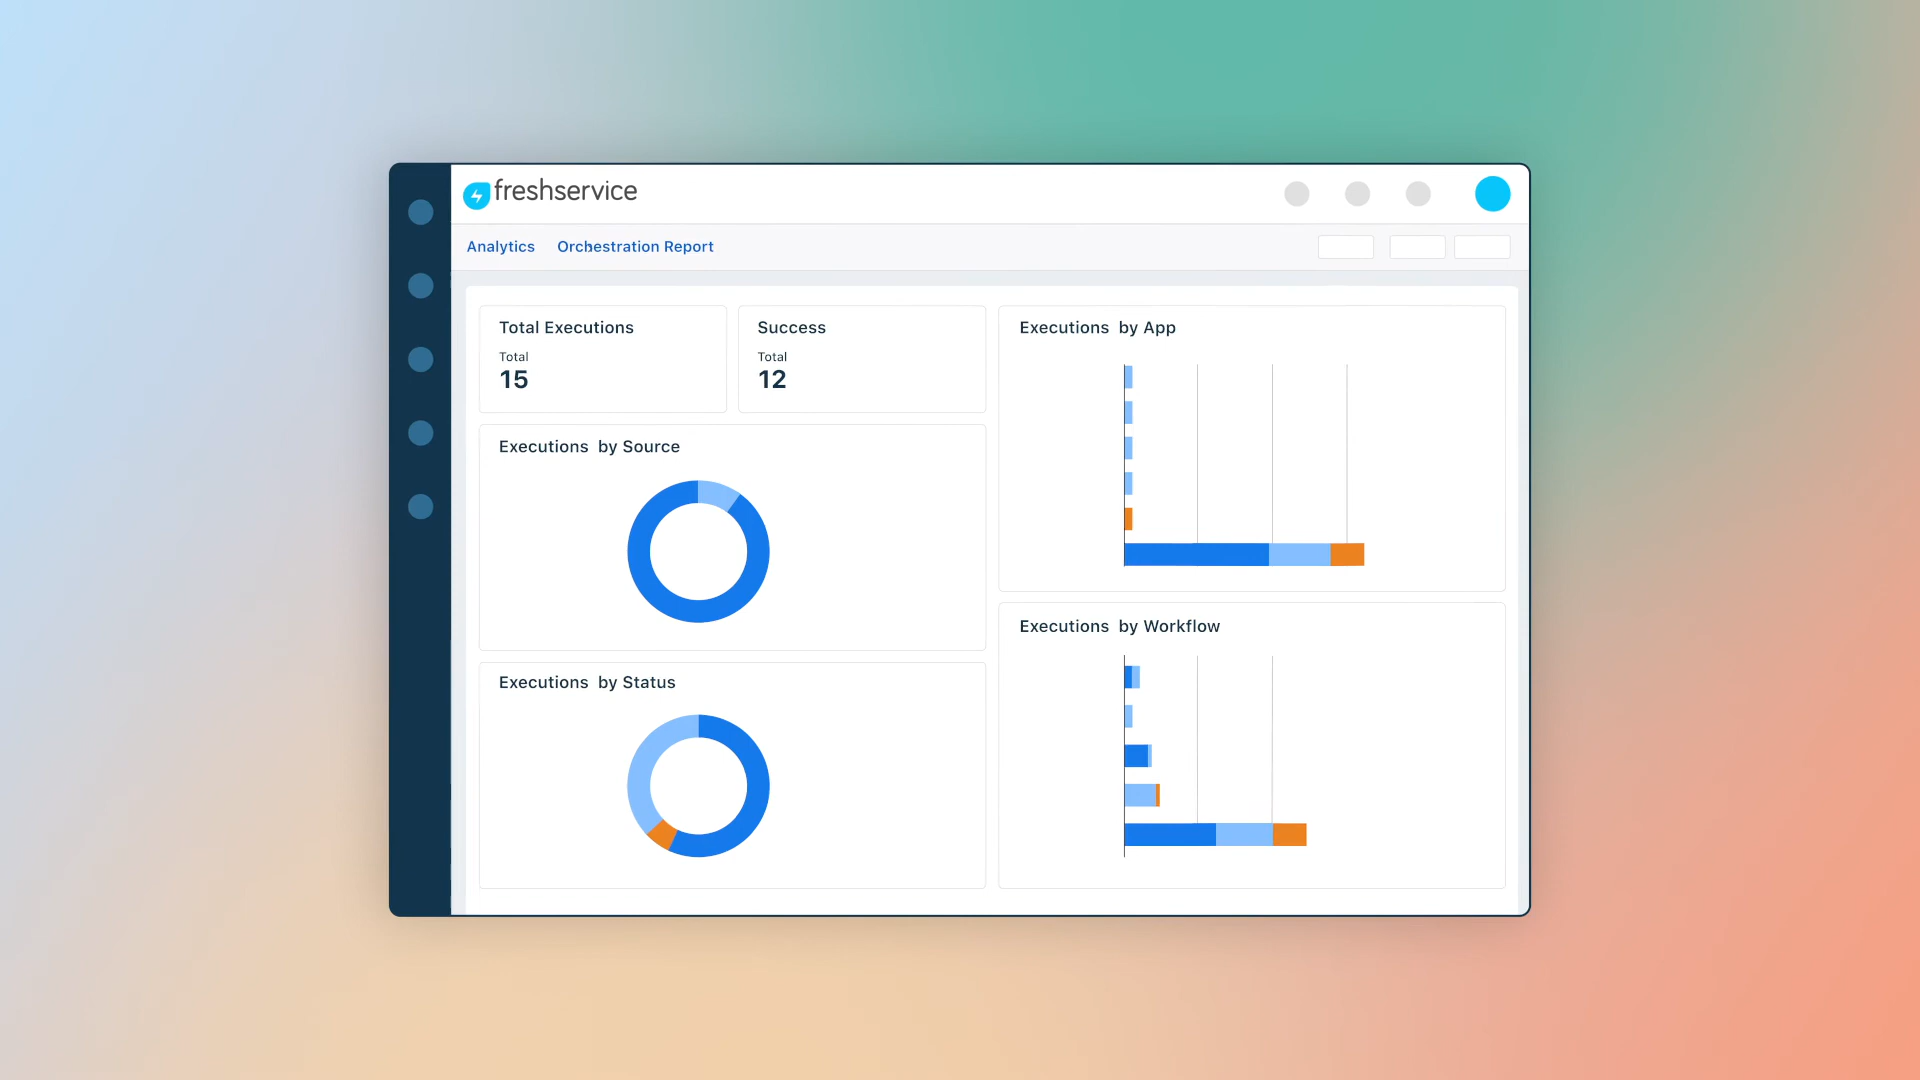 freshservice
Analytics
Orchestration Report
Total Executions
Total
15
Success
Total
12
Executions by Source
Executions by Status
Executions by App
Executions by Workflow